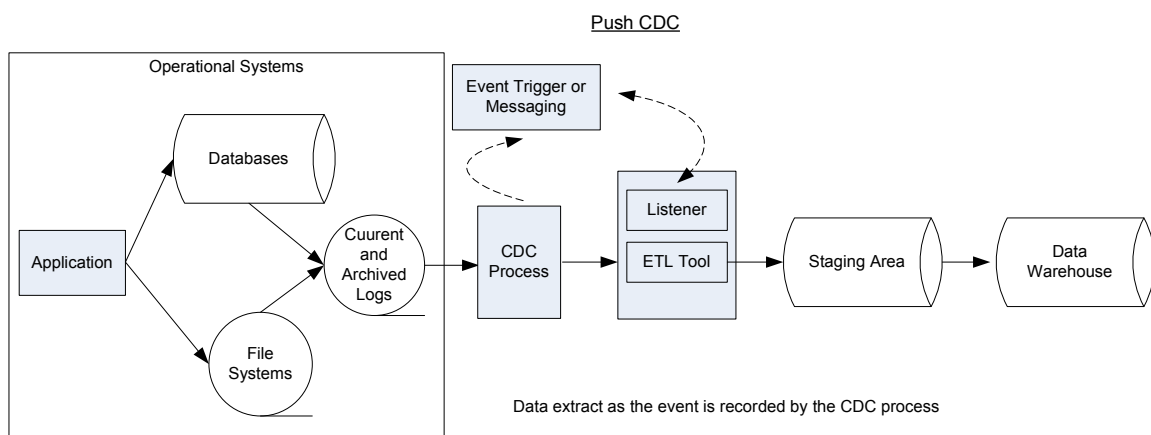 Push CDC
Operational Systems
Event Trigger or
Messaging
Databases
Listener
Application
Cuurent
and
Archived
Logs
CDC
Process
ETL Tool
Staging Area
Data
Warehouse
File
Systems
Data extract as the event is recorded by the CDC process